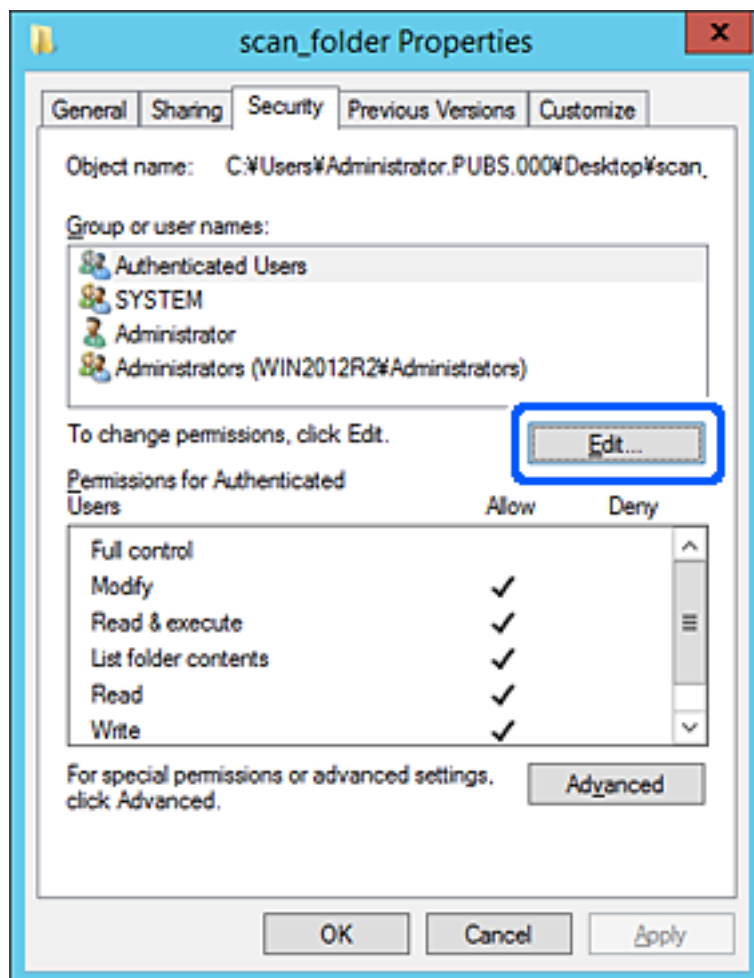 scan_folder Properties
General Sharing Security Previous Versions Customize
Object name: C:¥Users¥Administrator.PUBS.000¥Desktop¥scan_
Group or user names:
Authenticated Users
SYSTEM
Administrator
Administrators (WIN2012R2¥Administrators)
To change permissions, click Edit.
Edit...
Permissions for Authenticated
Users Allow Deny
Full control
Modify
Read & execute
List folder contents
Read
Write
For special permissions or advanced settings,
click Advanced.
Advanced
OK Cancel Apply